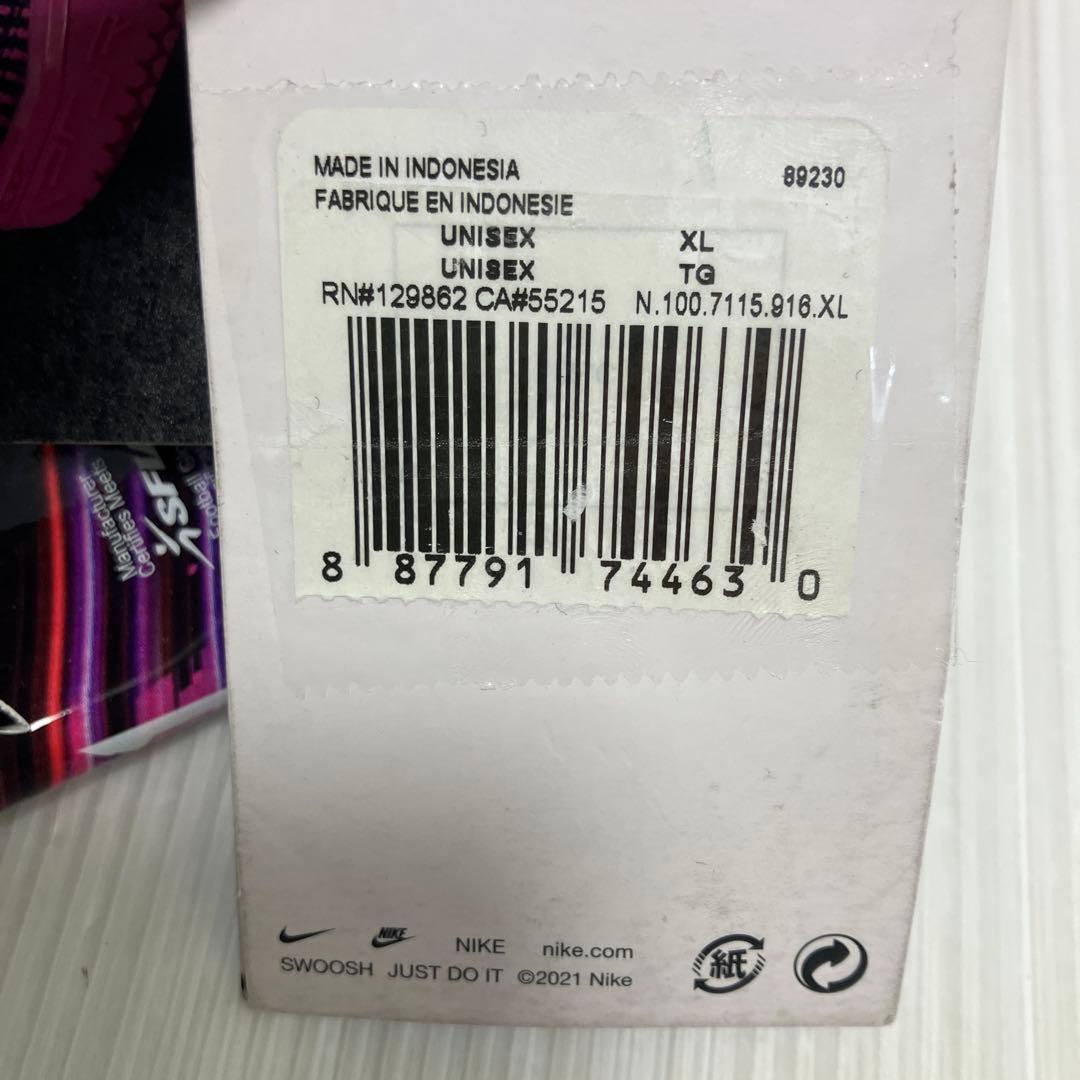 MADE IN INDONESIA 89230
FABRIQUE EN INDONESIE
UNISEX XL
UNISEX TG
RN#129862 CA#55215 N.100.7115.916.XL
8 87791 74463 0
Manufacturer
Certifies Meets
NIKE
NIKE nike.com
SWOOSH JUST DO IT ©2021 Nike
紙